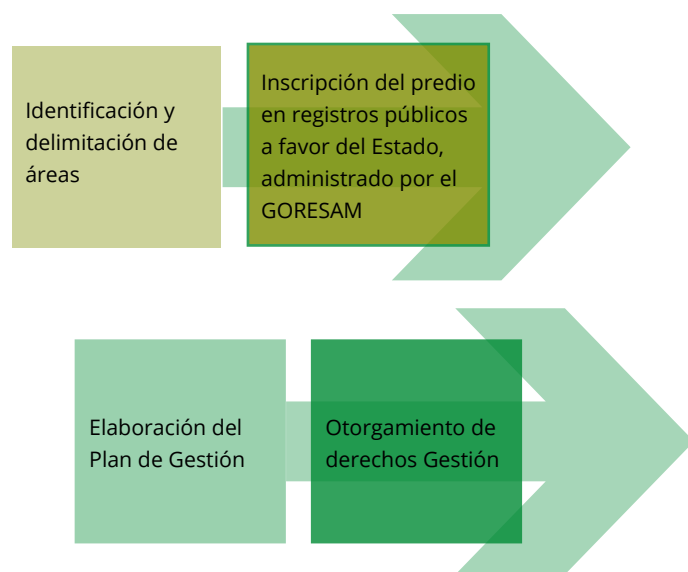 Identificación y
delimitación de
áreas
Inscripción del predio
en registros públicos
a favor del Estado,
administrado por el
GORESAM
Elaboración del
Plan de Gestión
Otorgamiento de
derechos Gestión